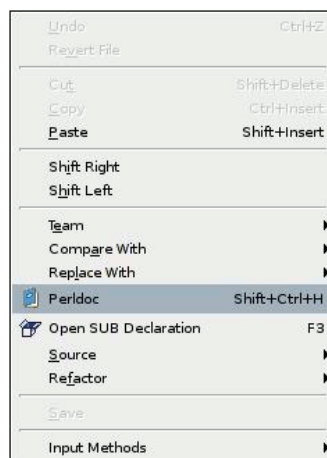 Undo Ctrl+Z
Revert File
Cut Shift+Delete
Copy Ctrl+Insert
Paste Shift+Insert
Shift Right
Shift Left
Team
Compare With
Replace With
Perldoc Shift+Ctrl+H
Open SUB Declaration F3
Source
Refactor
Save
Input Methods